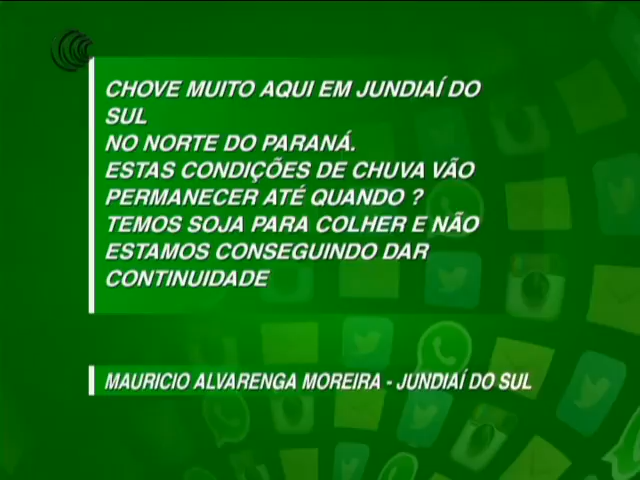 CHOVE MUITO AQUI EM JUNDIAÍ DO
SUL
NO NORTE DO PARANÁ.
ESTAS CONDIÇÕES DE CHUVA VÃO
PERMANECER ATÉ QUANDO ?
TEMOS SOJA PARA COLHER E NÃO
ESTAMOS CONSEGUINDO DAR
CONTINUIDADE
MAURICIO ALVARENGA MOREIRA - JUNDIAÍ DO SUL